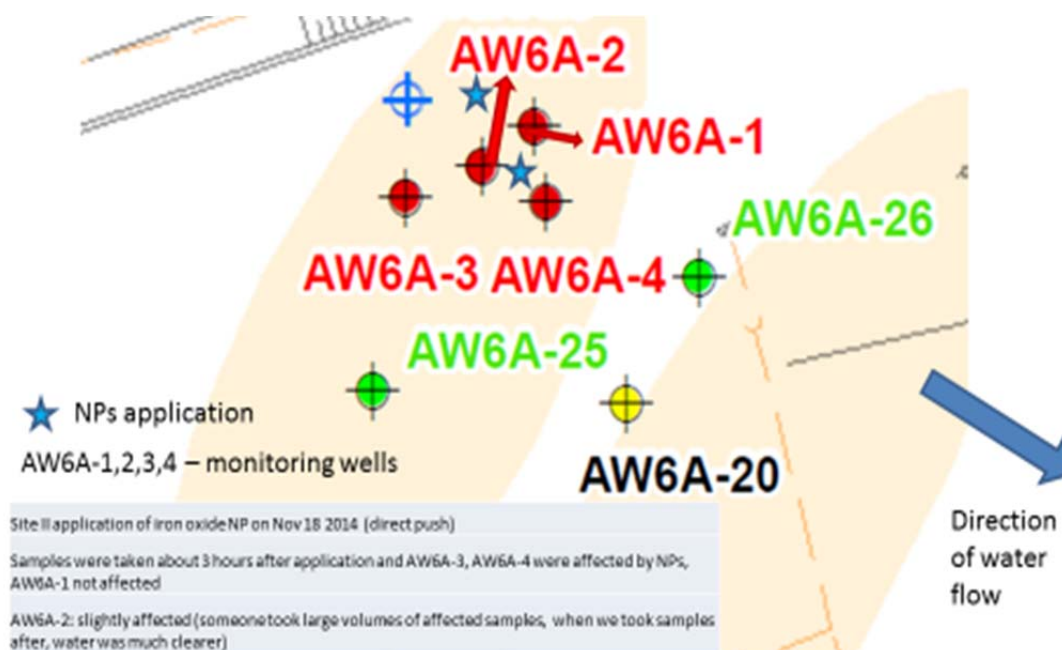 AW6A-2
AW6A-1
AW6A-26
AW6A-3 AW6A-4
AW6A-25
NPs application
AW6A-20
AW6A-1,2,3,4 – monitoring wells
Direction
of water
flow
Site II application of iron oxide NP on Nov 18 2014 (direct push)
Samples were taken about 3 hours after application and AW6A-3, AW6A-4 were affected by NPs,
AW6A-1 not affected
AW6A-2: slightly affected (someone took large volumes of affected samples, when we took samples
after, water was much clearer)